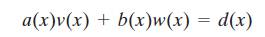 a(x)v(x) + b(x)w(x) = d(x)